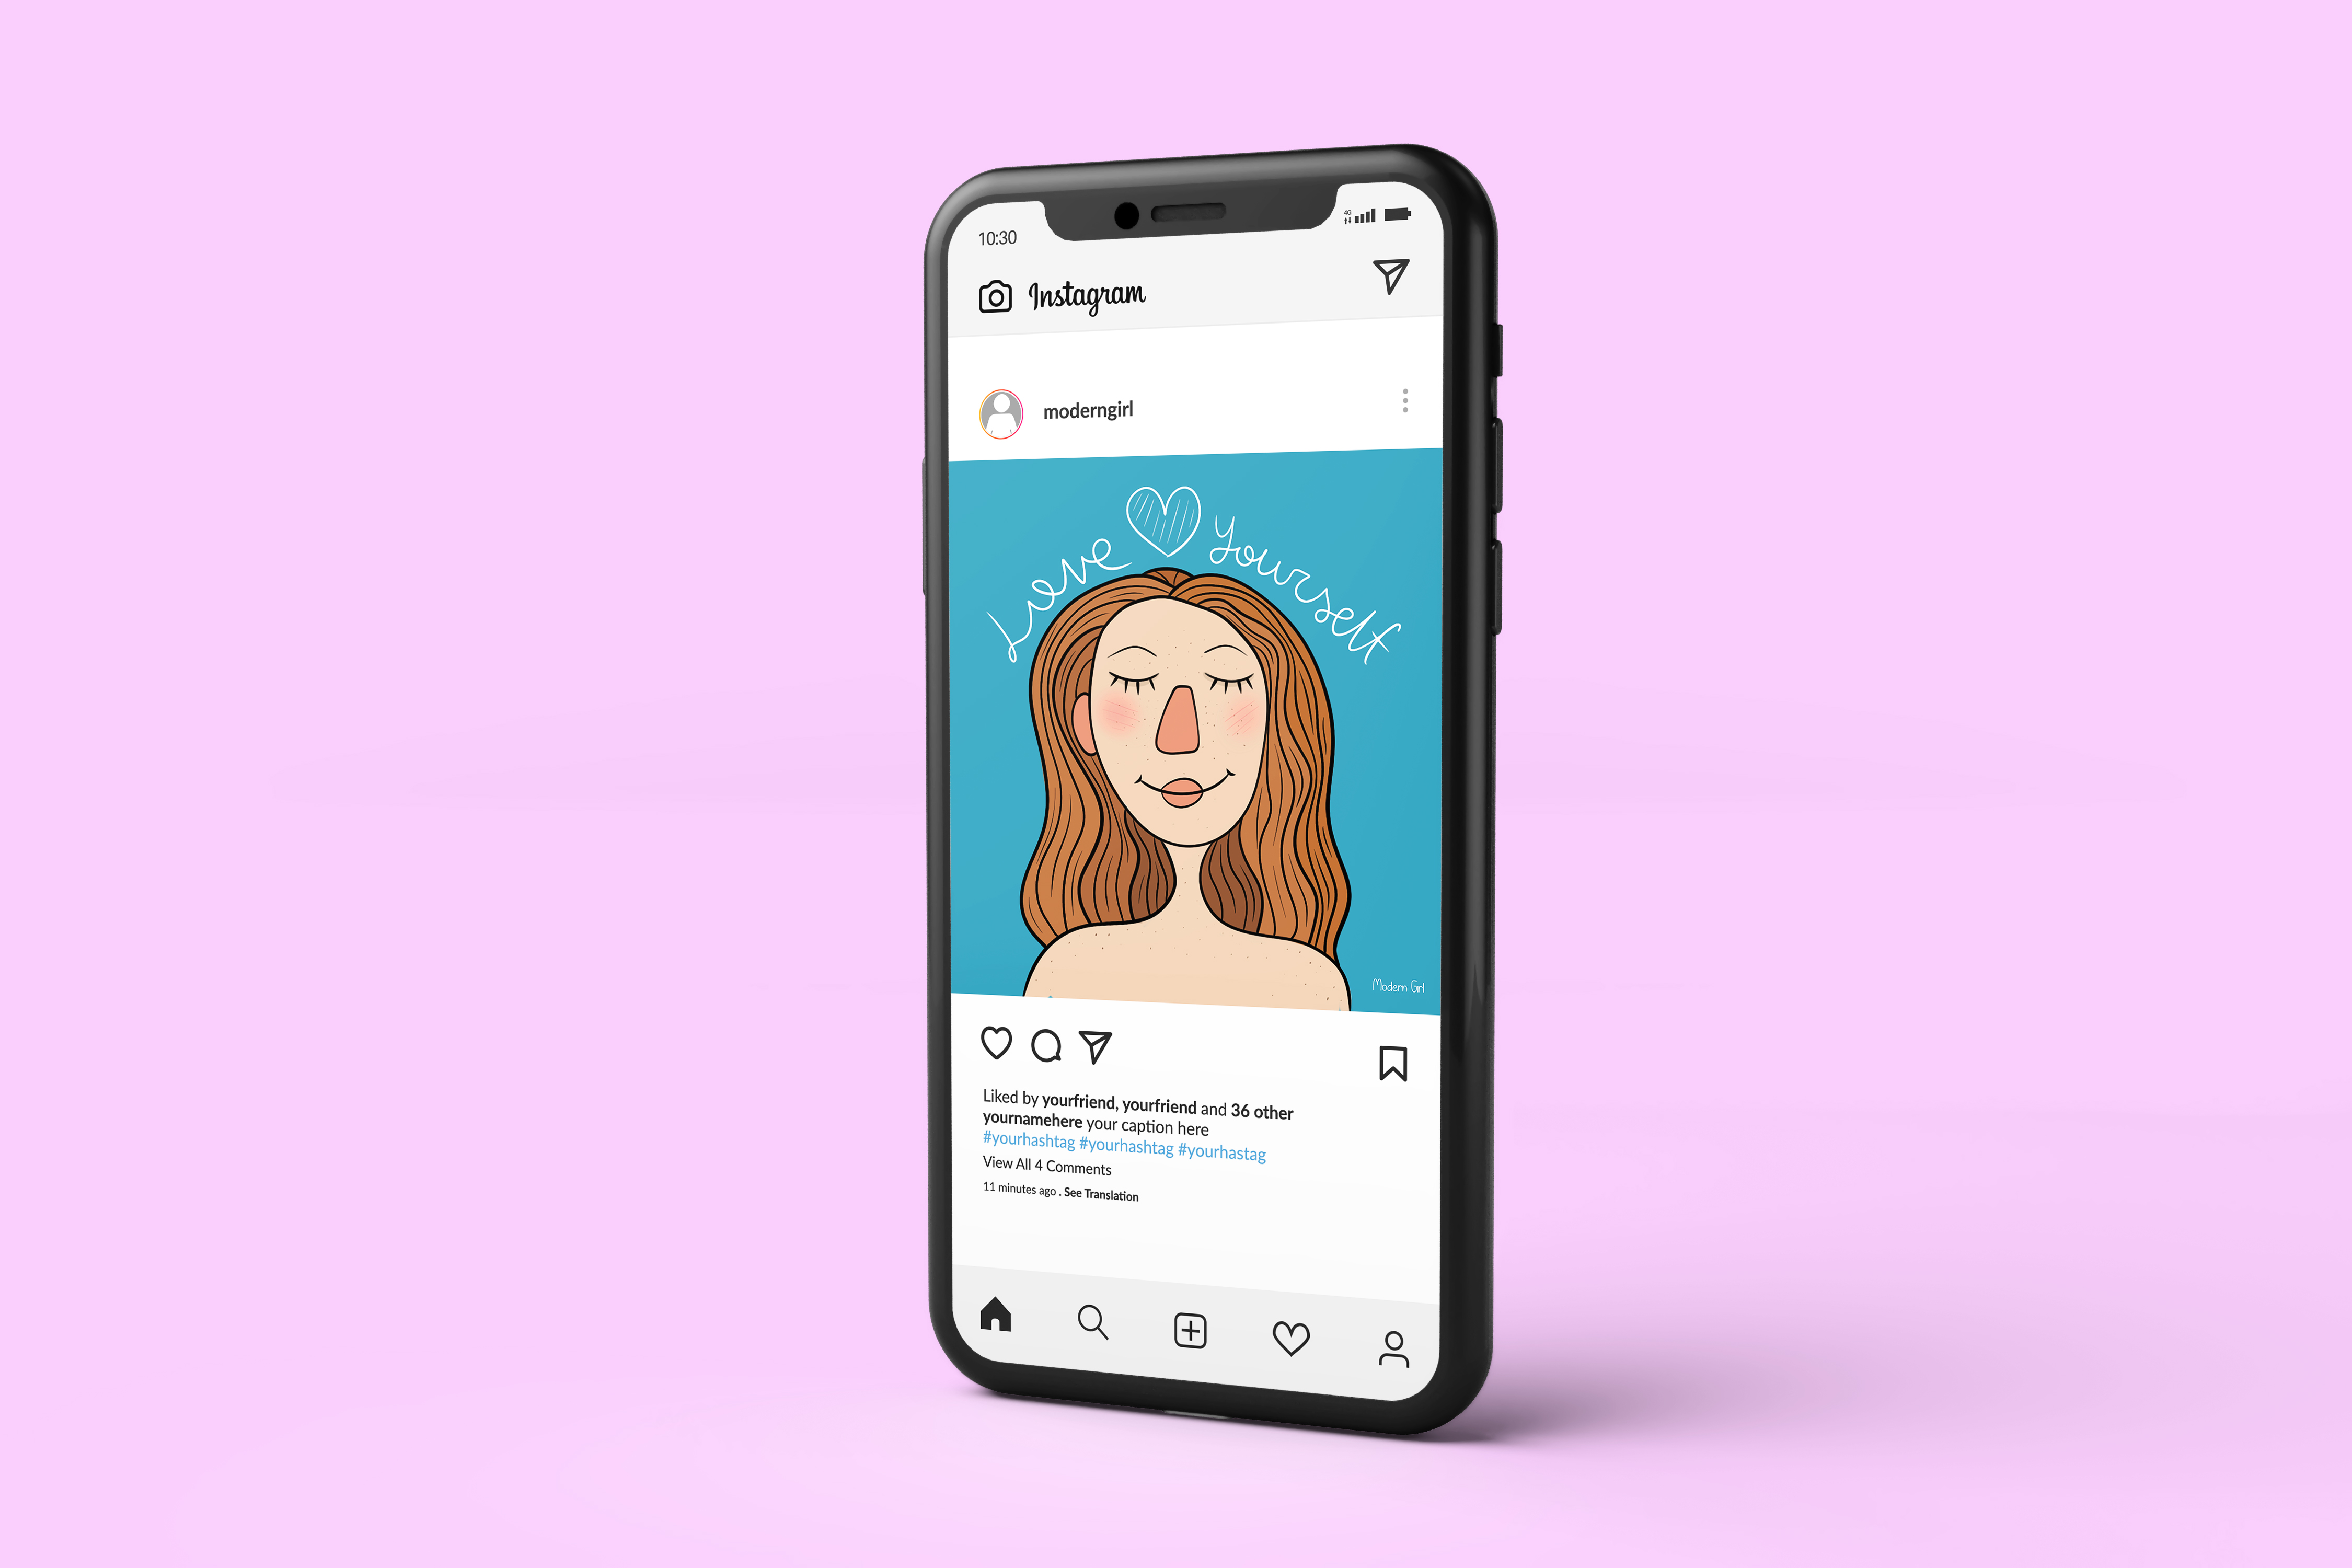 10:30
4G
Instagram
moderngirl
Love Yourself
Modern Girl
Liked by yourfriend, yourfriend and 36 other
yournamehere your caption here
#yourhashtag #yourhashtag #yourhastag
View All 4 Comments
11 minutes ago . See Translation